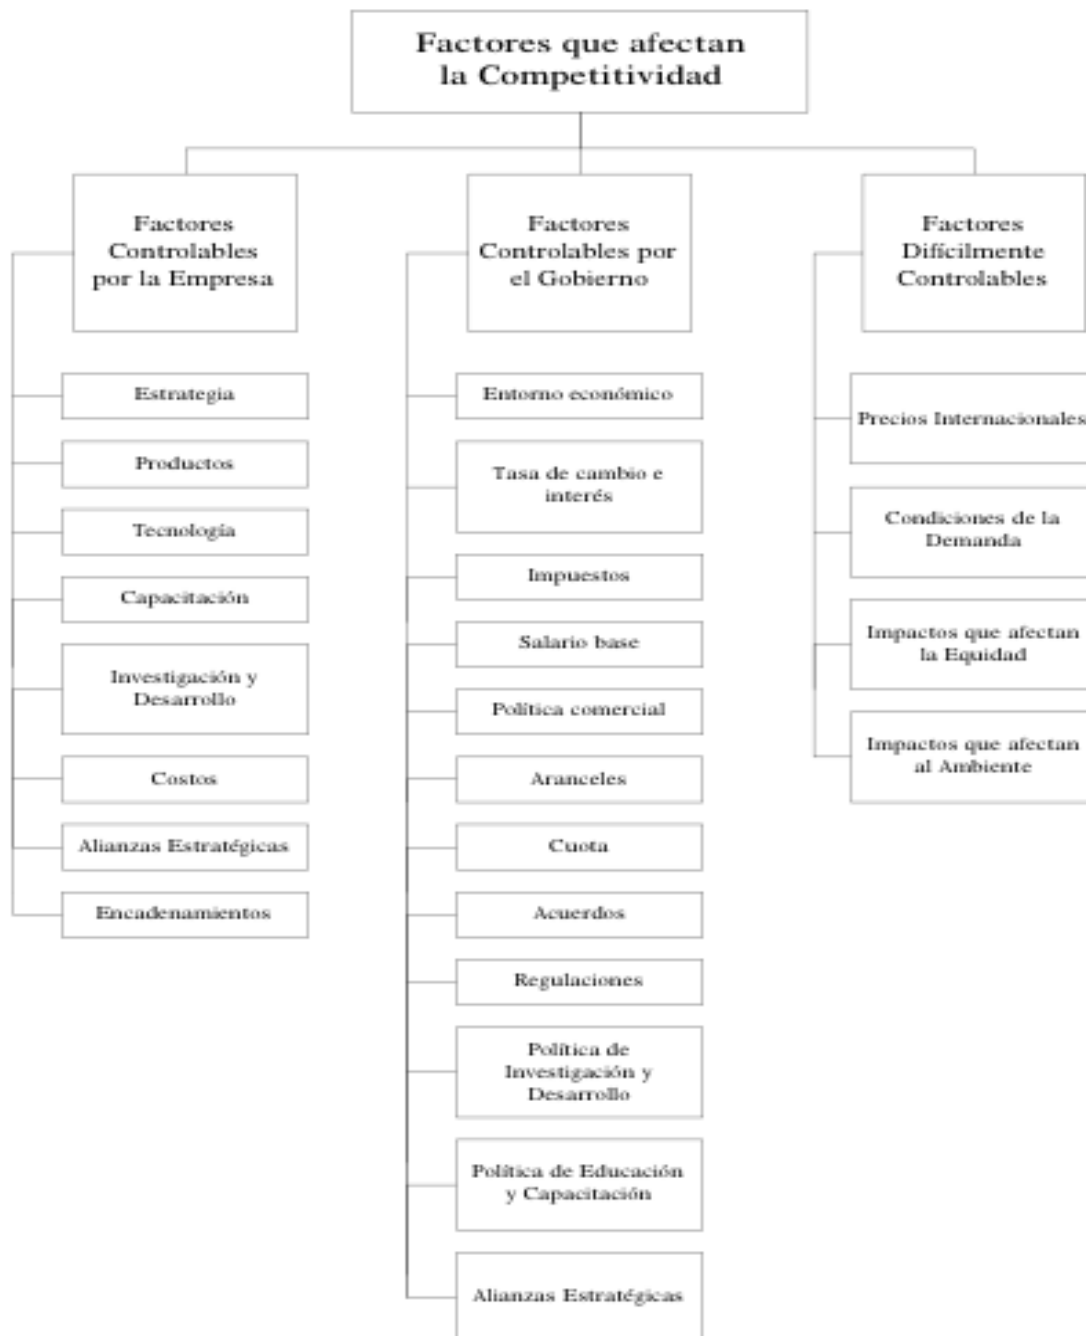 Factores que afectan
la Competitividad
Factores
Controlables
por la Empresa
Estrategia
Productos
Tecnología
Capacitación
Investigación y
Desarrollo
Costos
Alianzas Estratégicas
Encadenamientos
Factores
Controlables por
el Gobierno
Entorno económico
Tasa de cambio e
interés
Impuestos
Salario base
Política comercial
Aranceles
Cuota
Acuerdos
Regulaciones
Política de
Investigación y
Desarrollo
Política de Educación
y Capacitación
Alianzas Estratégicas
Factores
Difícilmente
Controlables
Precios Internacionales
Condiciones de la
Demanda
Impactos que afectan
la Equidad
Impactos que afectan
al Ambiente